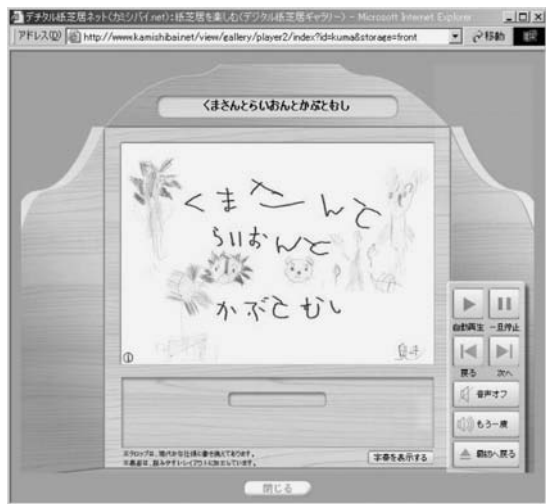 デジタル紙芝居ネット(カミシバイ.net):紙芝居を楽しむ(デジタル紙芝居ギャラリー) - Microsoft Internet Explorer
アドレス(D) http://www.kamishibai.net/view/gallery/player2/index?id=kuma&storage=front 移動
くまさんとらいおんとかぶとむし
くまさんと
らいおんと
かぶとむし
①
自動再生 一旦停止
戻る 次へ
音声オフ
もう一度
最初へ戻る
字幕を表示する
閉じる